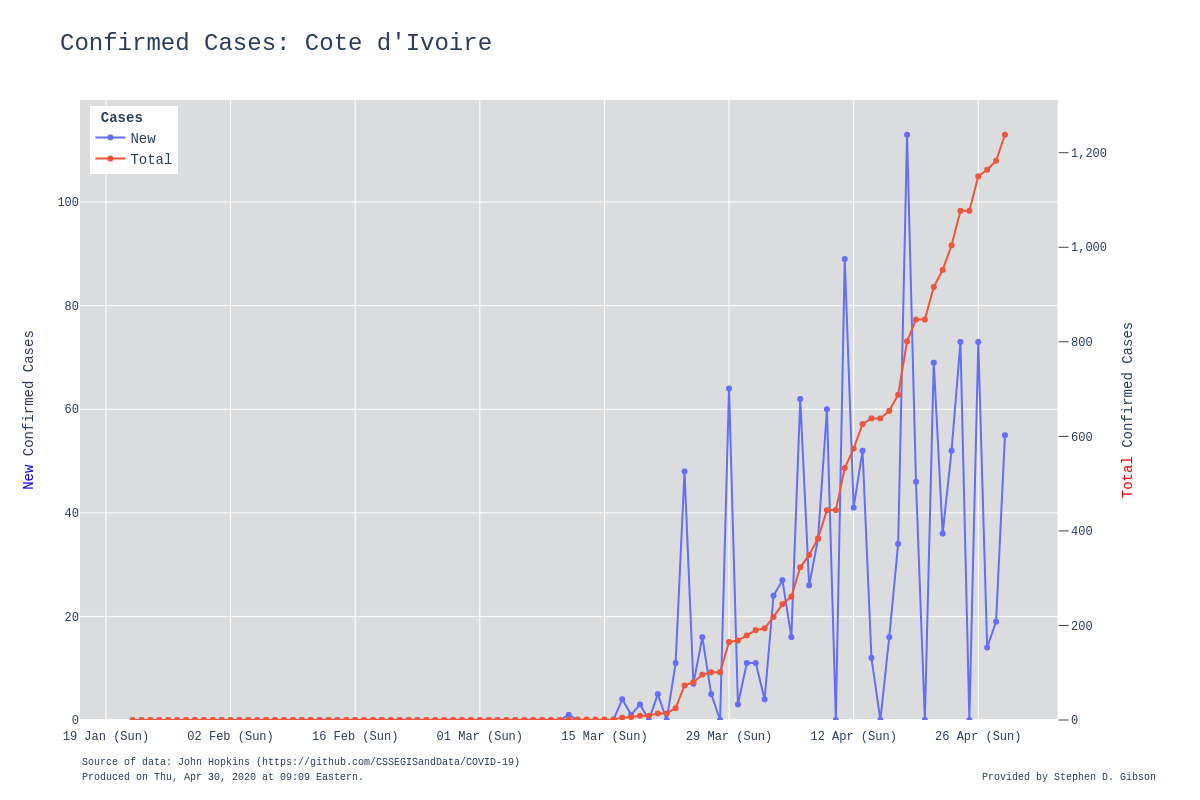 Confirmed Cases: Cote d'Ivoire
Cases
New
Total
1,200
100
1,000
80
800
60
600
40
400
20
200
0
0
New Confirmed Cases
Total Confirmed Cases
19 Jan (Sun)
02 Feb (Sun)
16 Feb (Sun)
01 Mar (Sun)
15 Mar (Sun)
29 Mar (Sun)
12 Apr (Sun)
26 Apr (Sun)
Source of data: John Hopkins (https://github.com/CSSEGISandData/COVID-19)
Produced on Thu, Apr 30, 2020 at 09:09 Eastern.
Provided by Stephen D. Gibson